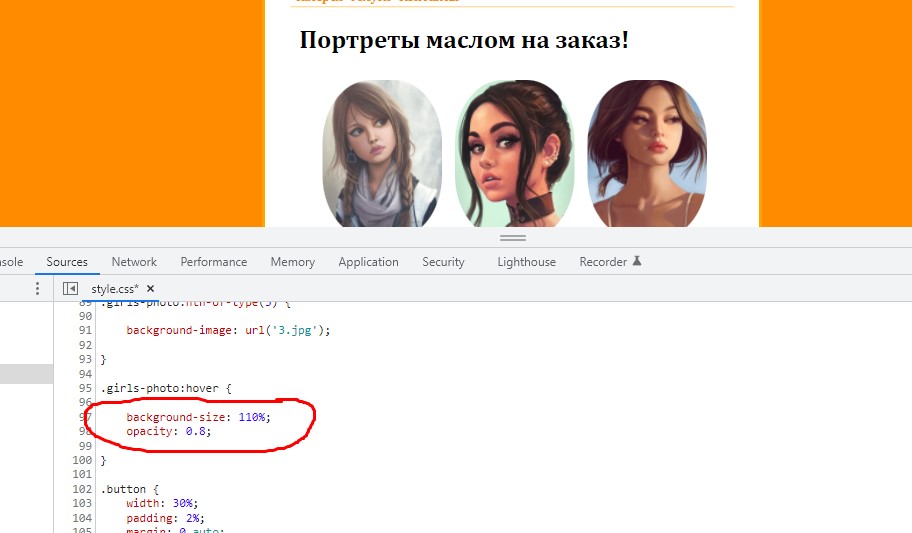 Портреты маслом на заказ!
nsole Sources Network Performance Memory Application Security Lighthouse Recorder
style.css* ×
89 .girls-photo:nth-of-type(3) {
90
91 background-image: url('3.jpg');
92
93 }
94
95 .girls-photo:hover {
96
97 background-size: 110%;
98 opacity: 0.8;
99
100 }
101
102 .button {
103 width: 30%;
104 padding: 2%;
105 margin: 0 auto;